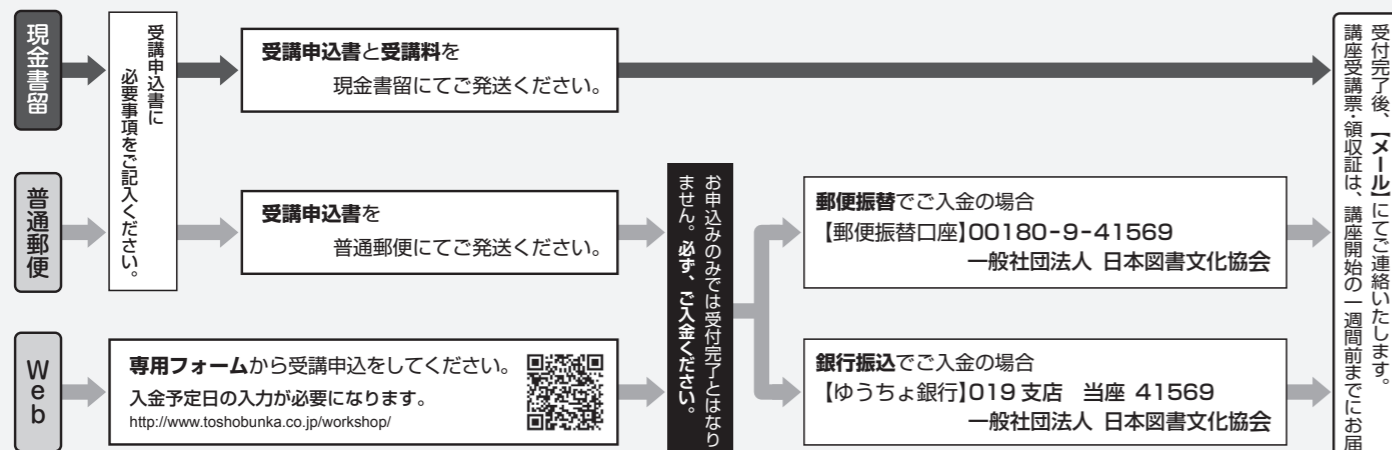 現金書留
受講申込書に
必要事項をご記入ください。
受講申込書と受講料を
現金書留にてご発送ください。
普通郵便
受講申込書を
普通郵便にてご発送ください。
Web
専用フォームから受講申込をしてください。
入金予定日の入力が必要になります。
http://www.toshobunka.co.jp/workshop/
お申込みのみでは受付完了とはなり
ません。必ず、ご入金ください。
郵便振替でご入金の場合
【郵便振替口座】00180-9-41569
一般社団法人 日本図書文化協会
銀行振込でご入金の場合
【ゆうちょ銀行】019支店 当座 41569
一般社団法人 日本図書文化協会
受付完了後、【メール】にてご連絡いたします。
講座受講票・領収証は、講座開始の一週間前までにお届